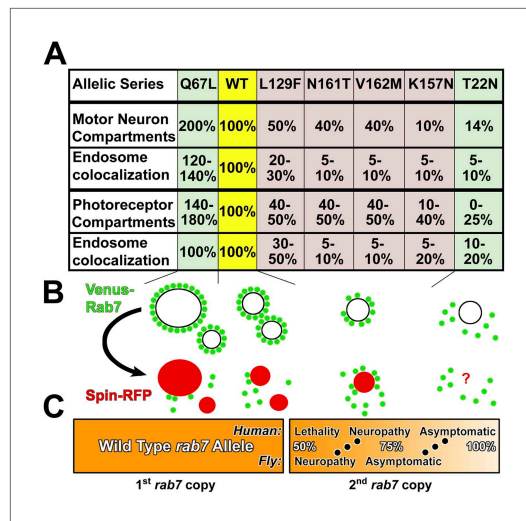 A
Allelic Series Q67L WT L129F N161T V162M K157N T22N
Motor Neuron Compartments 200% 100% 50% 40% 40% 10% 14%
Endosome colocalization 120-140% 100% 20-30% 5-10% 5-10% 5-10% 5-10%
Photoreceptor Compartments 140-180% 100% 40-50% 40-50% 40-50% 10-40% 0-25%
Endosome colocalization 100% 100% 30-50% 5-10% 5-10% 5-20% 10-20%
B
Venus-
Rab7
Spin-RFP
?
C
Wild Type rab7 Allele
Human:
Fly:
Lethality Neuropathy Asymptomatic
50% 75% 100%
Neuropathy Asymptomatic
1st rab7 copy
2nd rab7 copy